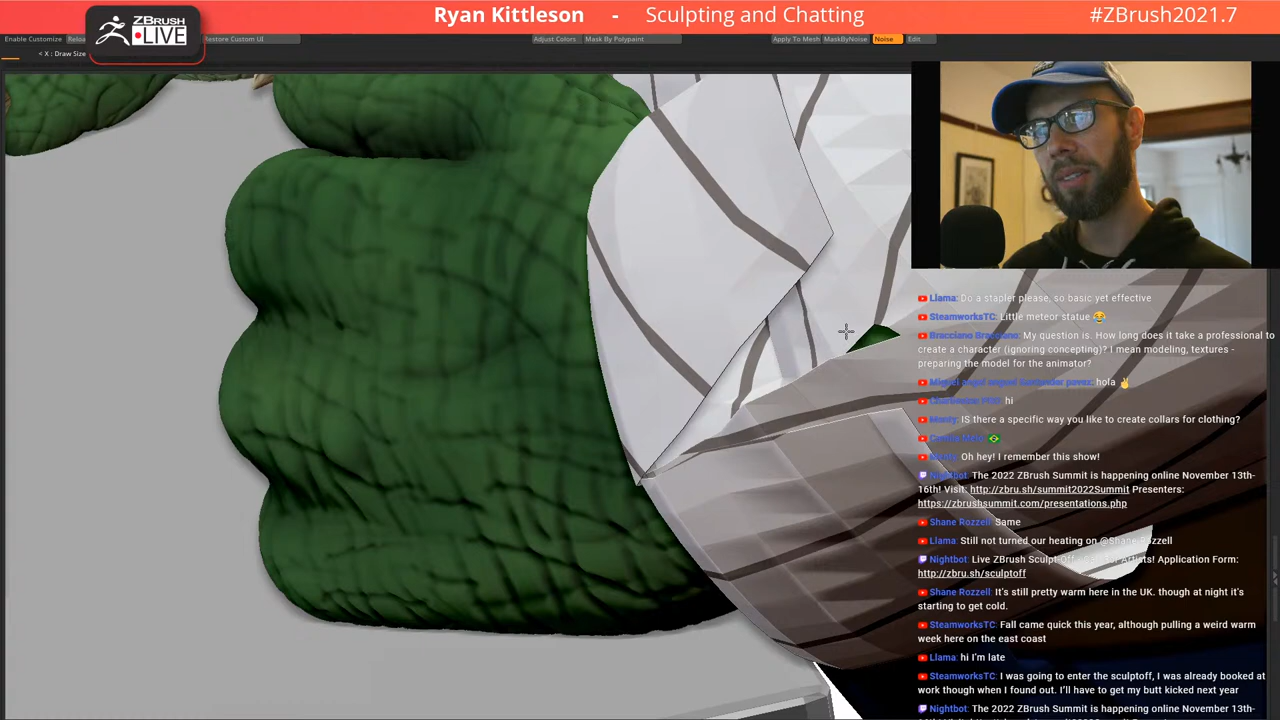 Ryan Kittleson - Sculpting and Chatting #ZBrush2021.7
ZBRUSH
LIVE
Enable Customize Reloa Restore Custom UI Adjust Colors Mask By Polypaint Apply To Mesh MaskByNoise Noise Edit
< X : Draw Size
Llama: Do a stapler please, so basic yet effective
SteamworksTC: Little meteor statue 😂
Bracciano Bracciano: My question is. How long does it take a professional to
create a character (ignoring concepting)? I mean modeling, textures -
preparing the model for the animator?
hola ✌
hi
Monty: IS there a specific way you like to create collars for clothing?
🇧🇷
Oh hey! I remember this show!
Nightbot: The 2022 ZBrush Summit is happening online November 13th-
16th! Visit: http://zbru.sh/summit2022Summit Presenters:
https://zbrushsummit.com/presentations.php
Shane Rozzell: Same
Llama: Still not turned our heating on @Shane Rozzell
Nightbot: Live ZBrush Sculpt-Off Artists! Application Form:
http://zbru.sh/sculptoff
Shane Rozzell: It's still pretty warm here in the UK. though at night it's
starting to get cold.
SteamworksTC: Fall came quick this year, although pulling a weird warm
week here on the east coast
Llama: hi I'm late
SteamworksTC: I was going to enter the sculptoff, I was already booked at
work though when I found out. I'll have to get my butt kicked next year
Nightbot: The 2022 ZBrush Summit is happening online November 13th-